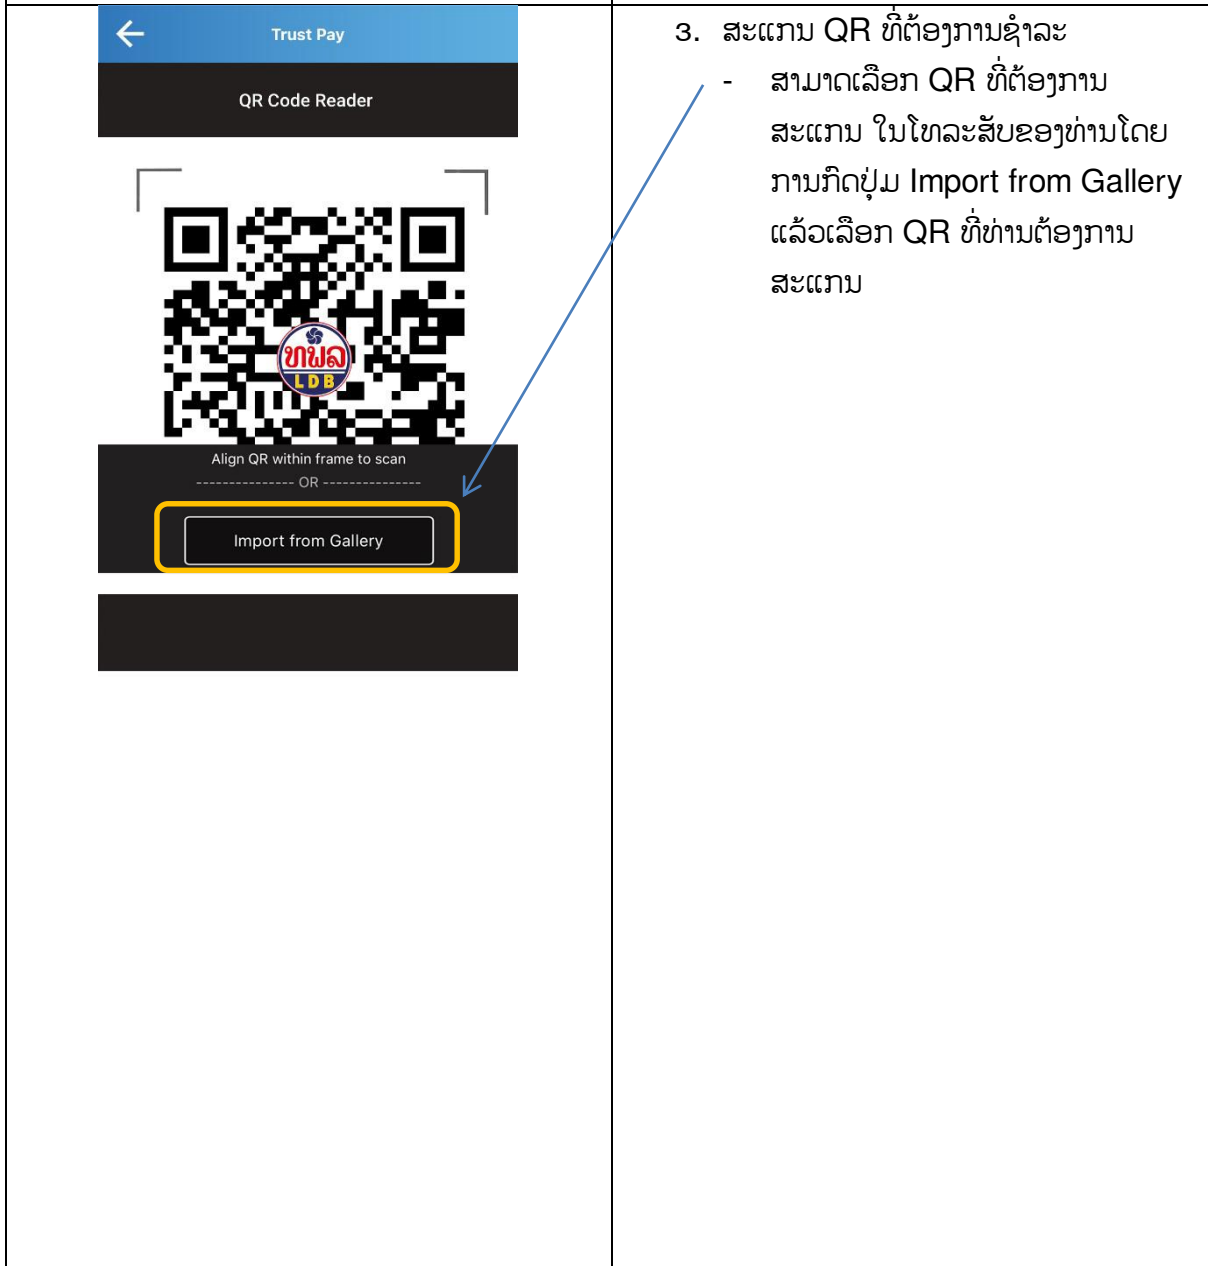 Trust Pay
QR Code Reader
ທພລ
LDB
Align QR within frame to scan
--------------- OR ---------------
Import from Gallery
3. ສະແກນ QR ທີ່ຕ້ອງການຊຳລະ
- ສາມາດເລືອກ QR ທີ່ຕ້ອງການ
ສະແກນ ໃນໂທລະສັບຂອງທ່ານໂດຍ
ການກົດປຸ່ມ Import from Gallery
ແລ້ວເລືອກ QR ທີ່ທ່ານຕ້ອງການ
ສະແກນ